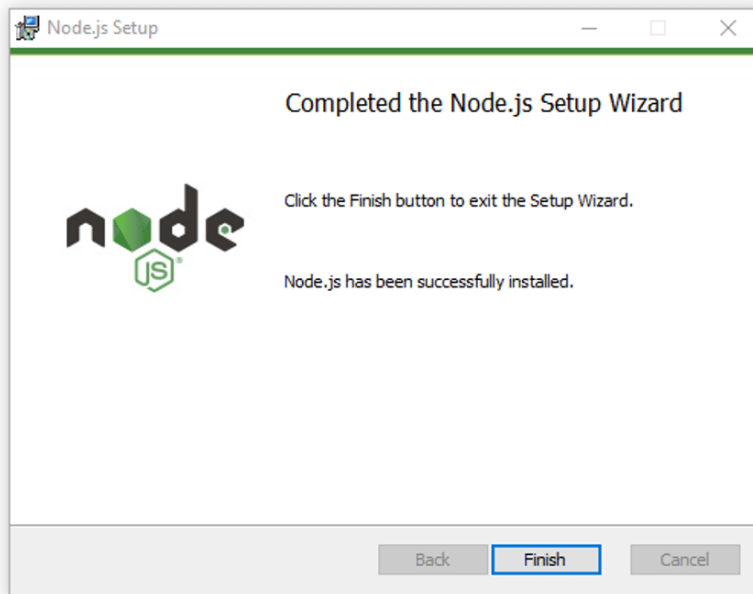 Node.js Setup
Completed the Node.js Setup Wizard
Click the Finish button to exit the Setup Wizard.
node
JS®
Node.js has been successfully installed.
Back Finish Cancel